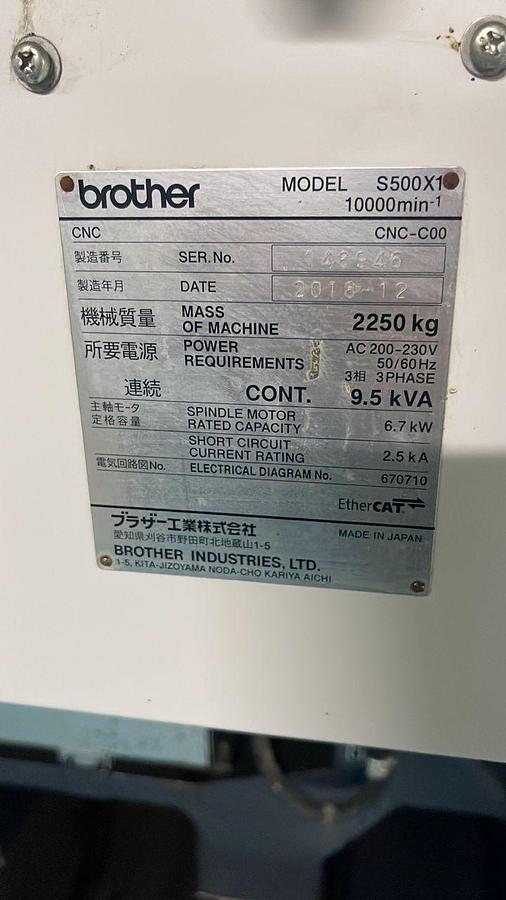 brother MODEL S500X1
10000min-1
CNC CNC-C00
製造番号 SER.No.
製造年月 DATE 2018-12
機械質量 MASS OF MACHINE 2250 kg
所要電源 POWER REQUIREMENTS AC 200-230V
50/60Hz
3相 3PHASE
連続 CONT. 9.5 kVA
主軸モータ 定格容量 SPINDLE MOTOR RATED CAPACITY 6.7 kW
SHORT CIRCUIT CURRENT RATING 2.5 kA
電気回路図No. ELECTRICAL DIAGRAM No. 670710
EtherCAT
ブラザー工業株式会社
愛知県刈谷市野田町北地蔵山1-5 MADE IN JAPAN
BROTHER INDUSTRIES, LTD.
1-5, KITA-JIZOYAMA NODA-CHO KARIYA AICHI